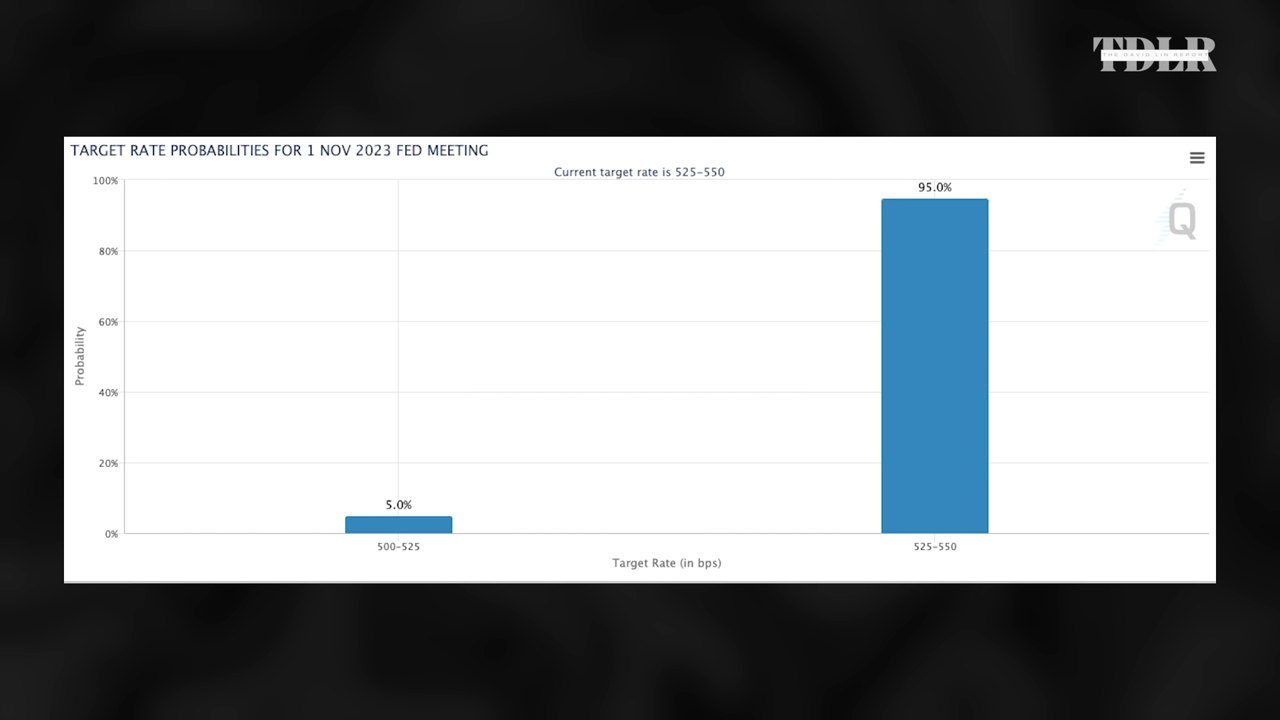 TDLR
THE DAVID LIN REPORT
TARGET RATE PROBABILITIES FOR 1 NOV 2023 FED MEETING
Current target rate is 525–550
100%
80%
60%
40%
20%
0%
Probability
95.0%
5.0%
Q
500–525
525–550
Target Rate (in bps)